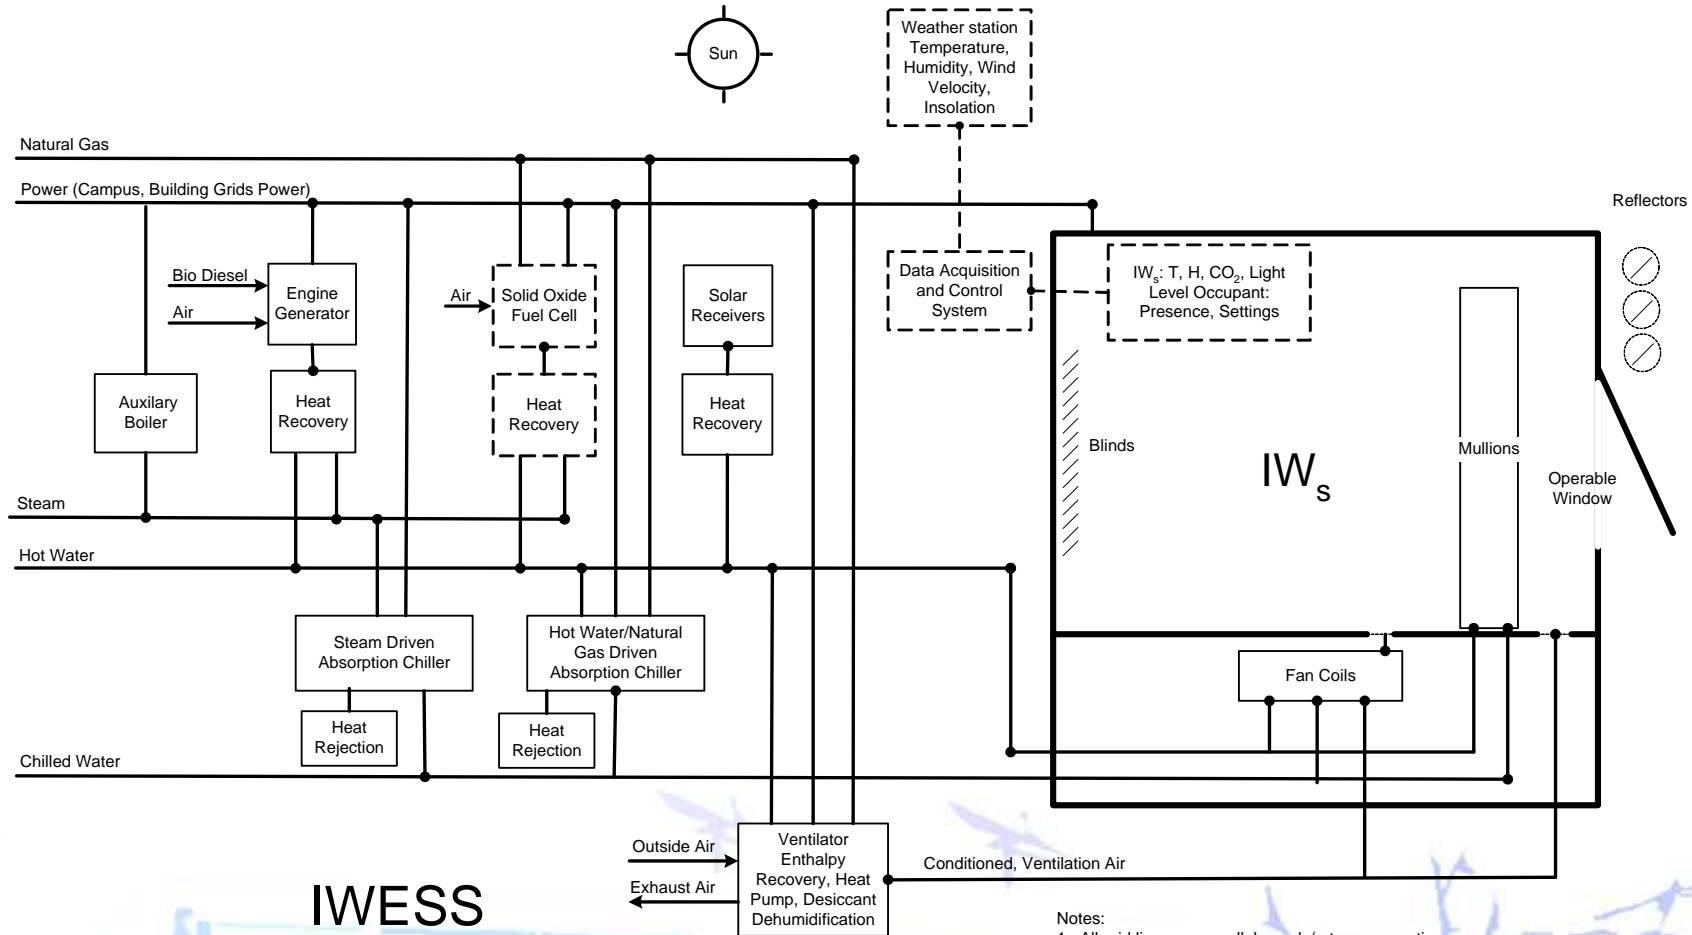 Sun
Weather station
Temperature,
Humidity, Wind
Velocity,
Insolation
Natural Gas
Power (Campus, Building Grids Power)
Reflectors
Bio Diesel
Air
Engine
Generator
Air
Solid Oxide
Fuel Cell
Solar
Receivers
Data Acquisition
and Control
System
IWs: T, H, CO2, Light
Level Occupant:
Presence, Settings
Auxilary
Boiler
Heat
Recovery
Heat
Recovery
Heat
Recovery
Blinds
IWs
Mullions
Operable
Window
Steam
Hot Water
Steam Driven
Absorption Chiller
Hot Water/Natural
Gas Driven
Absorption Chiller
Fan Coils
Heat
Rejection
Heat
Rejection
Chilled Water
Outside Air
Exhaust Air
Ventilator
Enthalpy
Recovery, Heat
Pump, Desiccant
Dehumidification
Conditioned, Ventilation Air
IWESS
Notes: